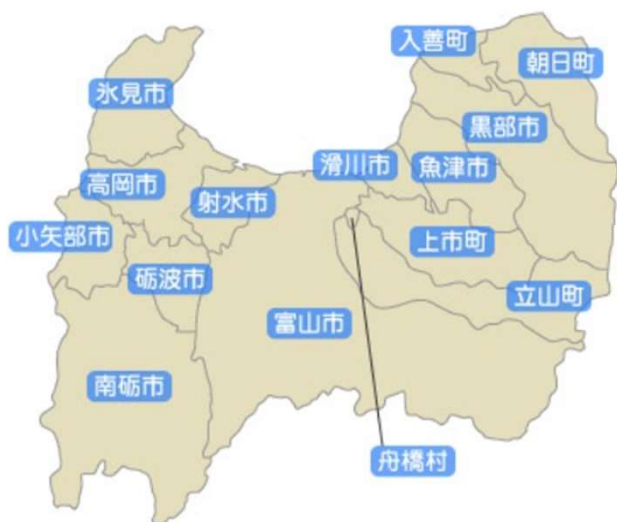 入善町
朝日町
氷見市
黒部市
滑川市
魚津市
高岡市
射水市
小矢部市
上市町
砺波市
立山町
富山市
南砺市
舟橋村